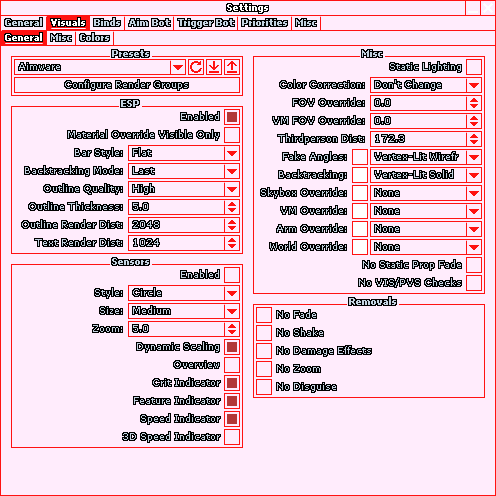 Settings
General Visuals Binds Aim Bot Trigger Bot Priorities Misc
General Misc Colors
Presets
Aimware
Configure Render Groups
ESP
Enabled
Material Override Visible Only
Bar Style: Flat
Backtracking Mode: Last
Outline Quality: High
Outline Thickness: 5.0
Outline Render Dist: 2048
Text Render Dist: 1024
Sensors
Enabled
Style: Circle
Size: Medium
Zoom: 5.0
Dynamic Scaling
Overview
Crit Indicator
Feature Indicator
Speed Indicator
3D Speed Indicator
Misc
Static Lighting
Color Correction: Don't Change
FOV Override: 0.0
VM FOV Override: 0.0
Thirdperson Dist: 172.3
Fake Angles: Vertex-Lit Wirefr
Backtracking: Vertex-Lit Solid
Skybox Override: None
VM Override: None
Arm Override: None
World Override: None
No Static Prop Fade
No VIS/PVS Checks
Removals
No Fade
No Shake
No Damage Effects
No Zoom
No Disguise